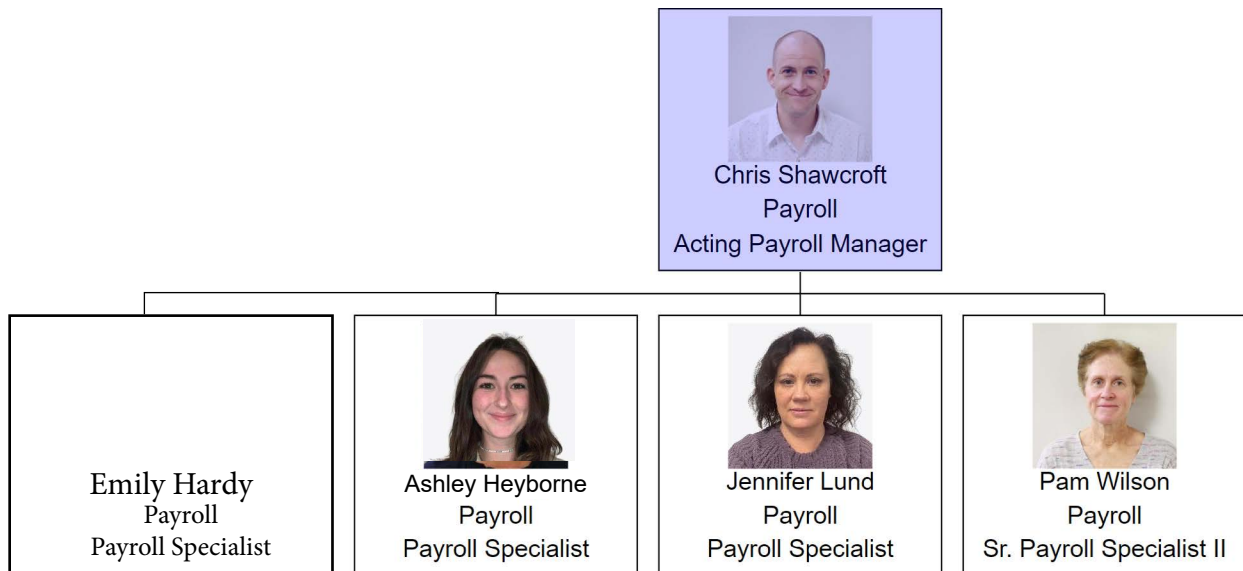 Chris Shawcroft
Payroll
Acting Payroll Manager
Emily Hardy
Payroll
Payroll Specialist
Ashley Heyborne
Payroll
Payroll Specialist
Jennifer Lund
Payroll
Payroll Specialist
Pam Wilson
Payroll
Sr. Payroll Specialist II